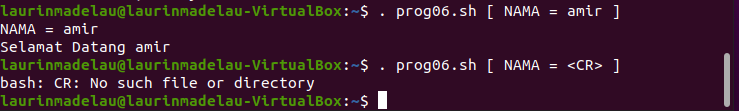 laurinmadelau@laurinmadelau-VirtualBox:~$ . prog06.sh [ NAMA = amir ]
NAMA = amir
Selamat Datang amir
laurinmadelau@laurinmadelau-VirtualBox:~$ . prog06.sh [ NAMA = <CR> ]
bash: CR: No such file or directory
laurinmadelau@laurinmadelau-VirtualBox:~$